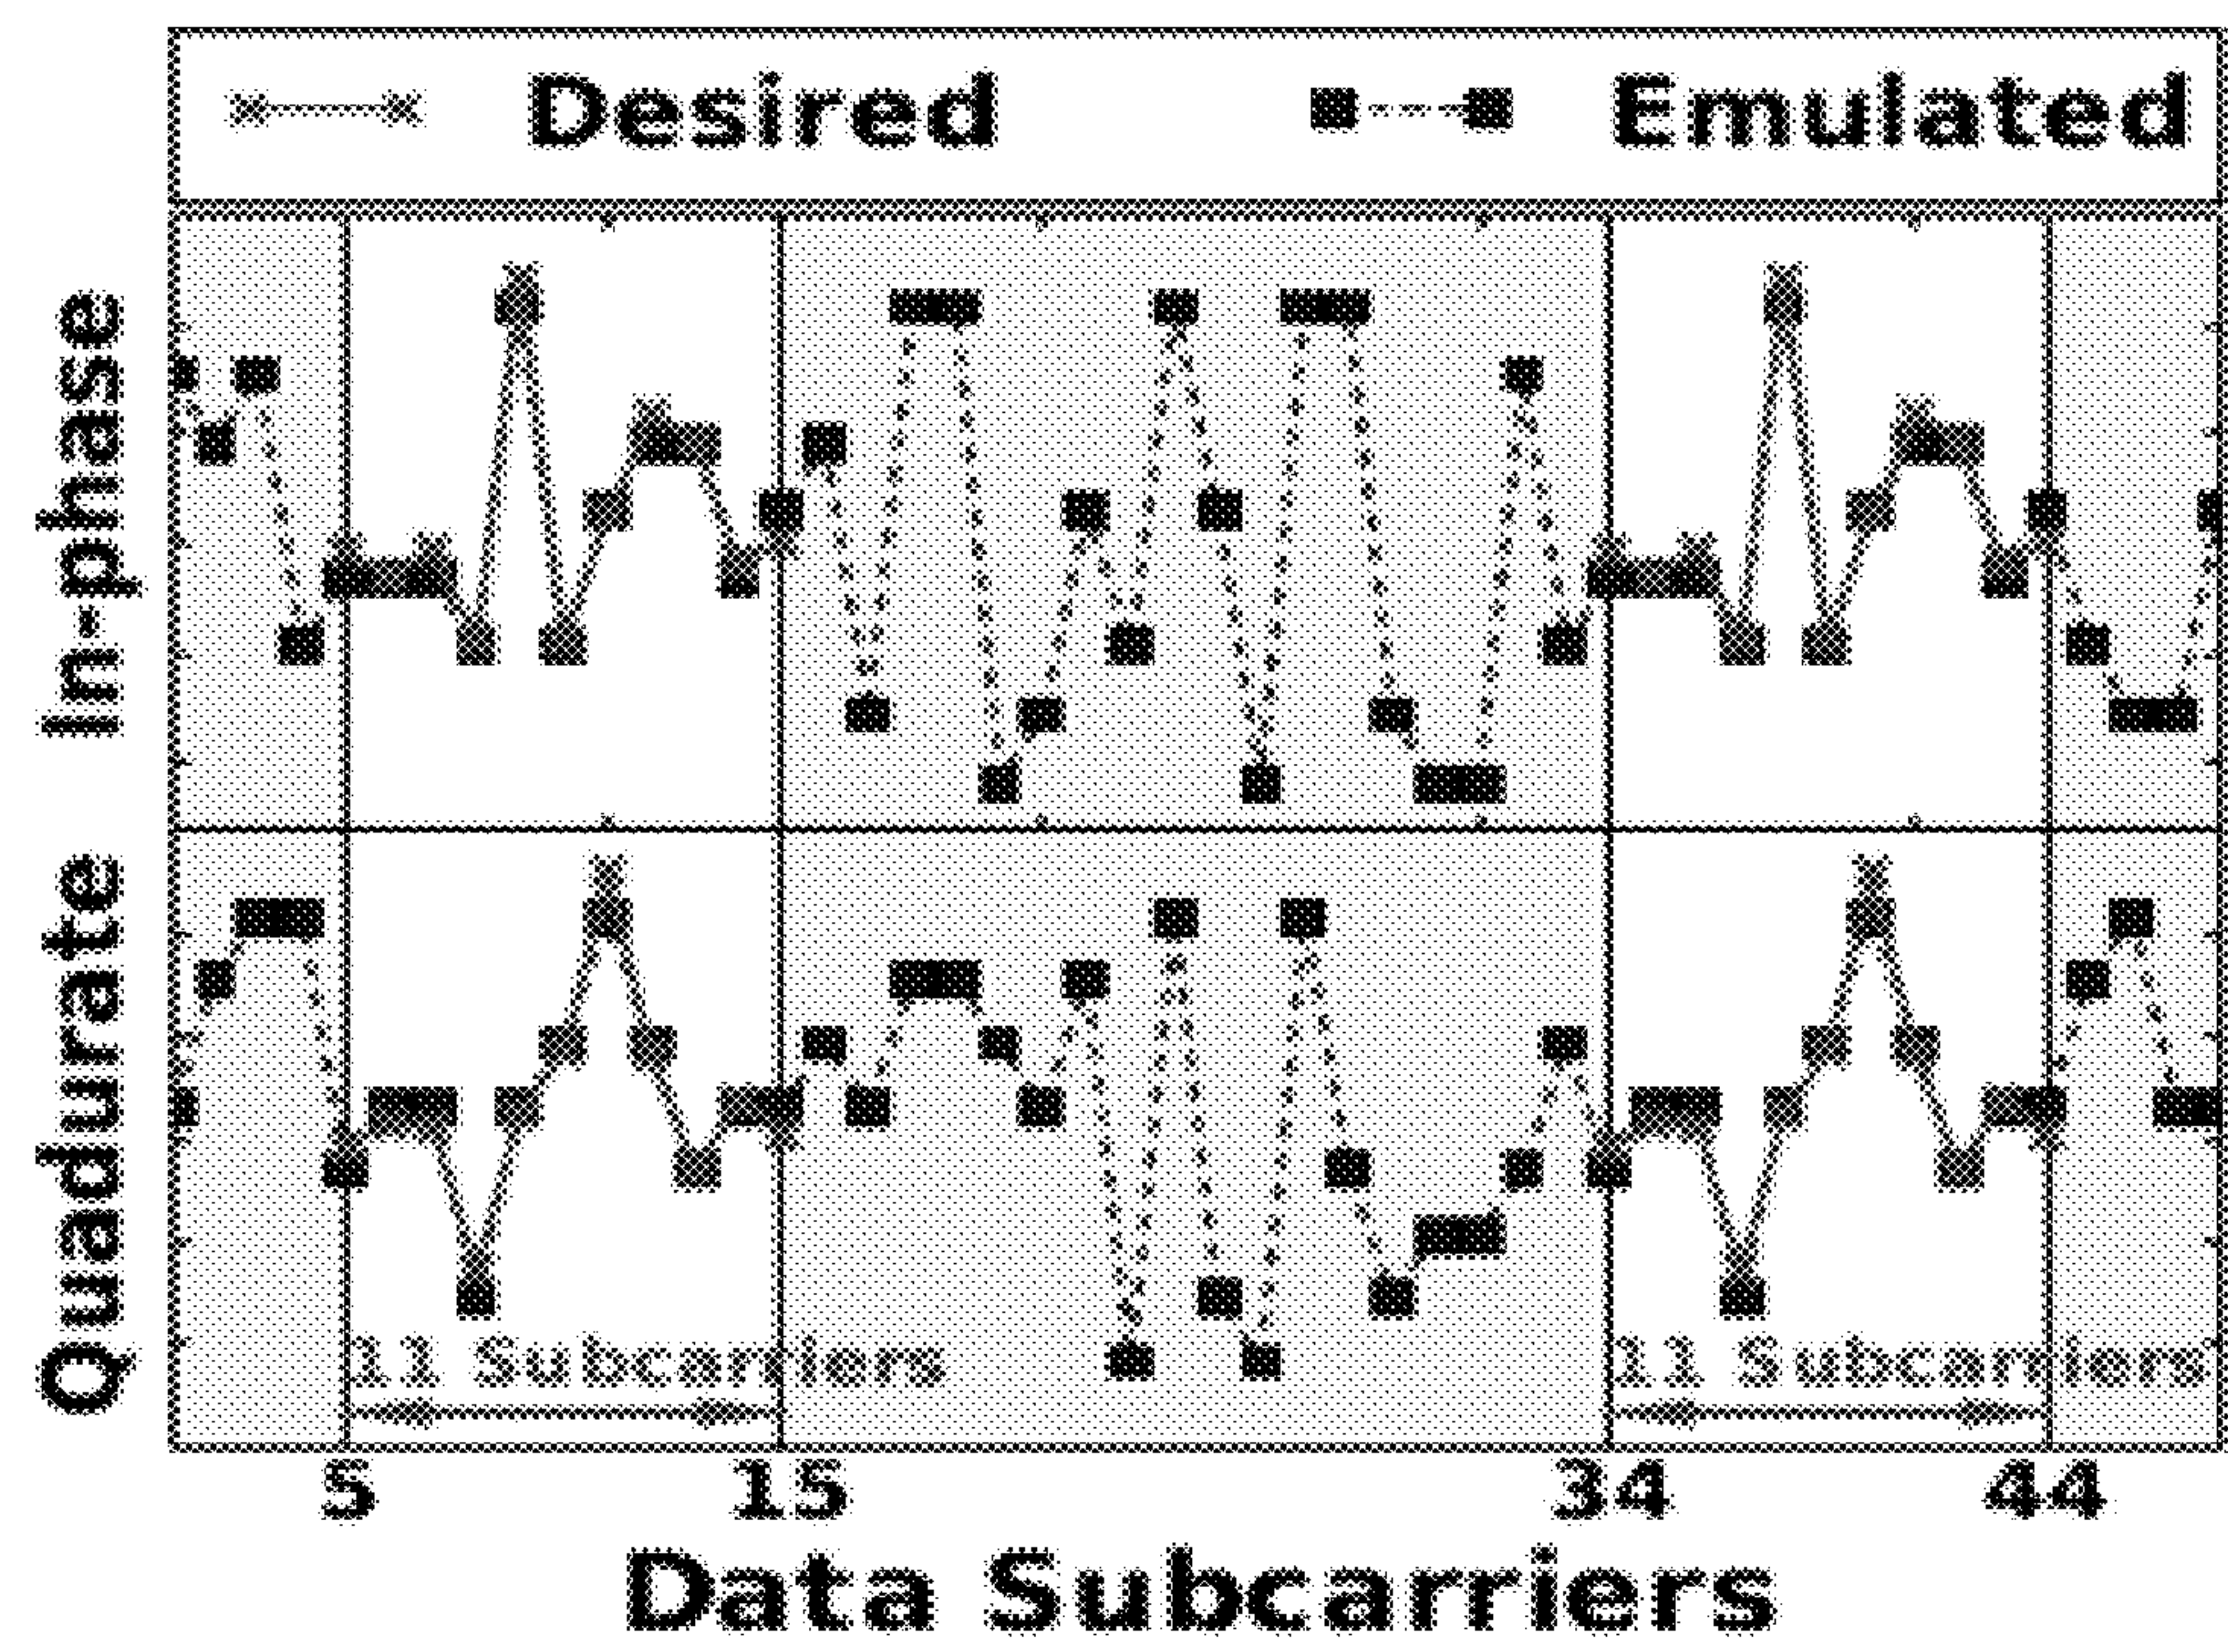 Desired Emulated
In-phase
Quadurate
11 Subcarriers 11 Subcarriers
5 15 34 44
Data Subcarriers